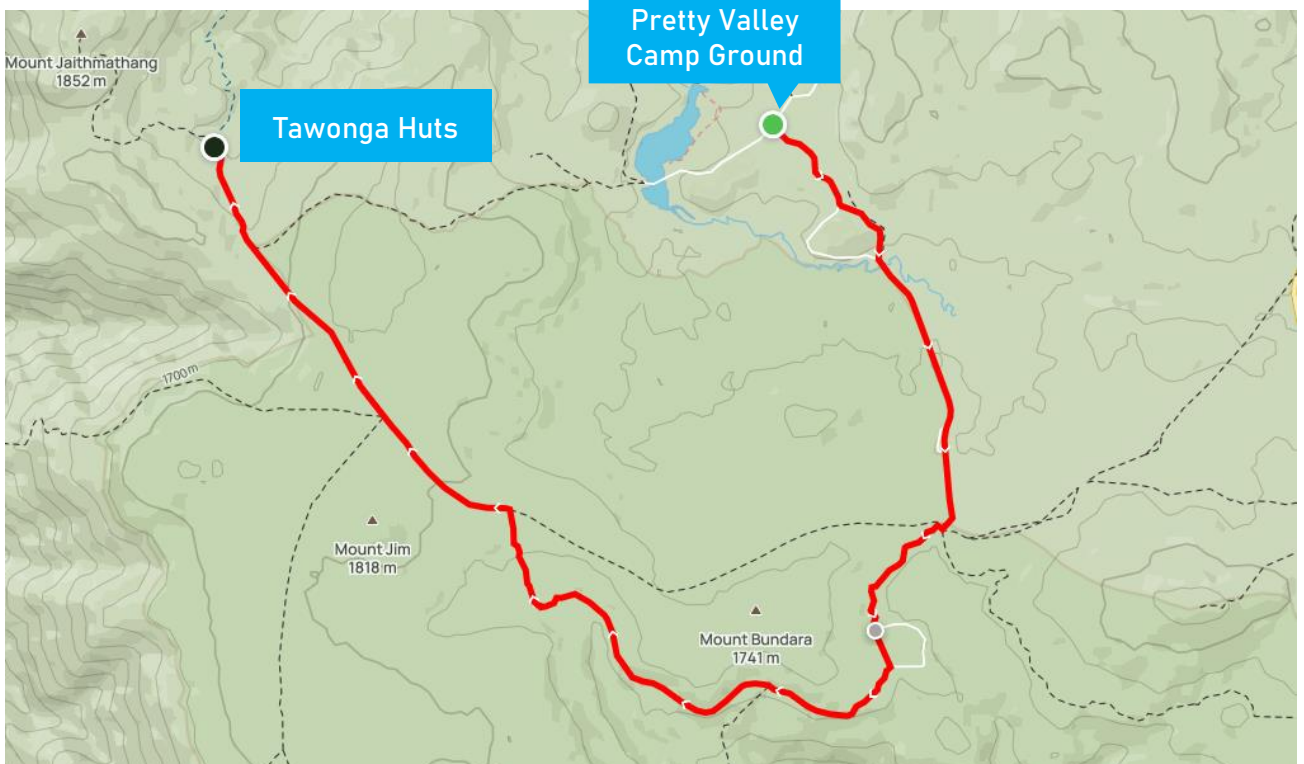 Pretty Valley
Camp Ground
Mount Jaithmathang
1852 m
Tawonga Huts
1700 m
Mount Jim
1818 m
Mount Bundara
1741 m